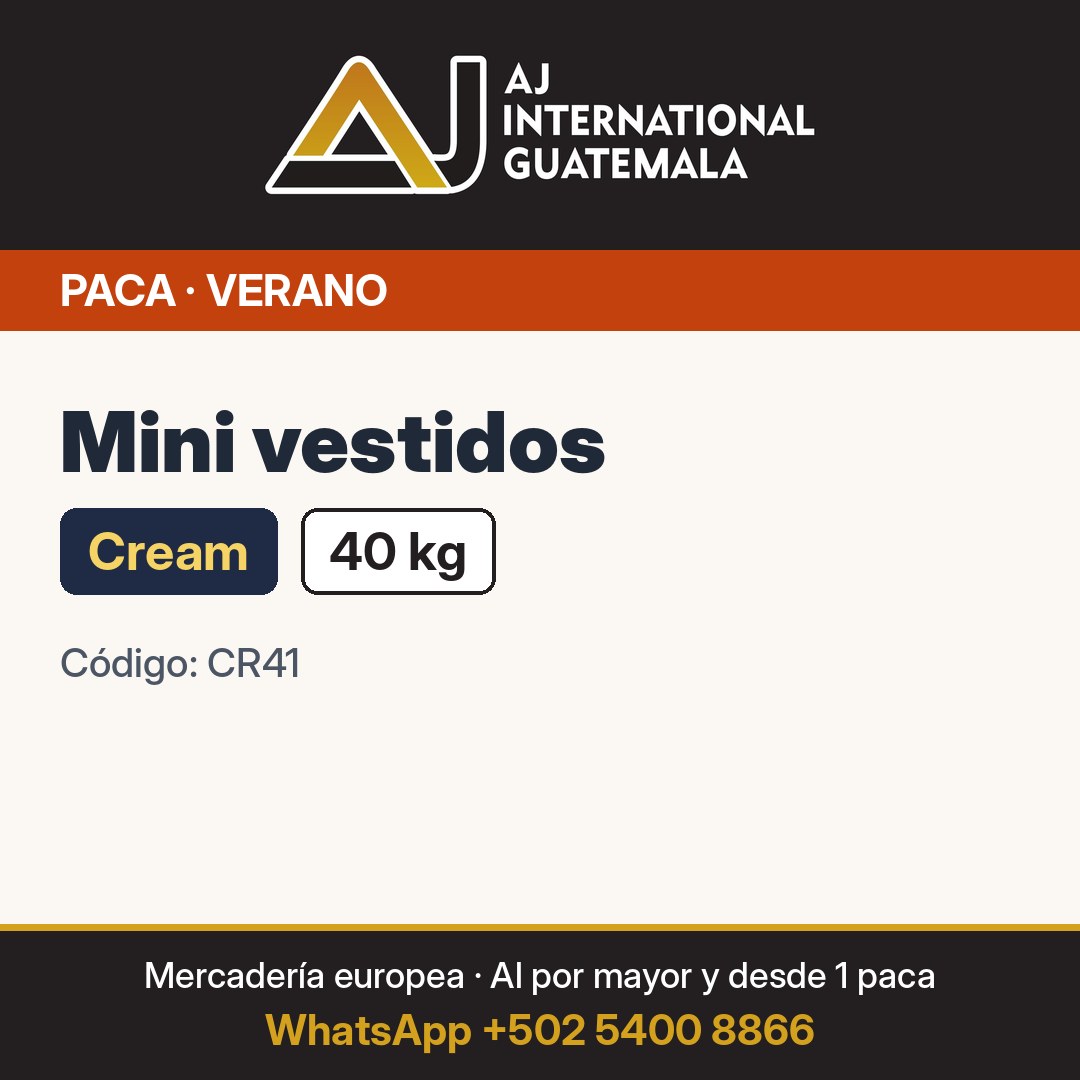 AJ
INTERNATIONAL
GUATEMALA
PACA · VERANO
Mini vestidos
Cream
40 kg
Código: CR41
Mercadería europea · Al por mayor y desde 1 paca
WhatsApp +502 5400 8866